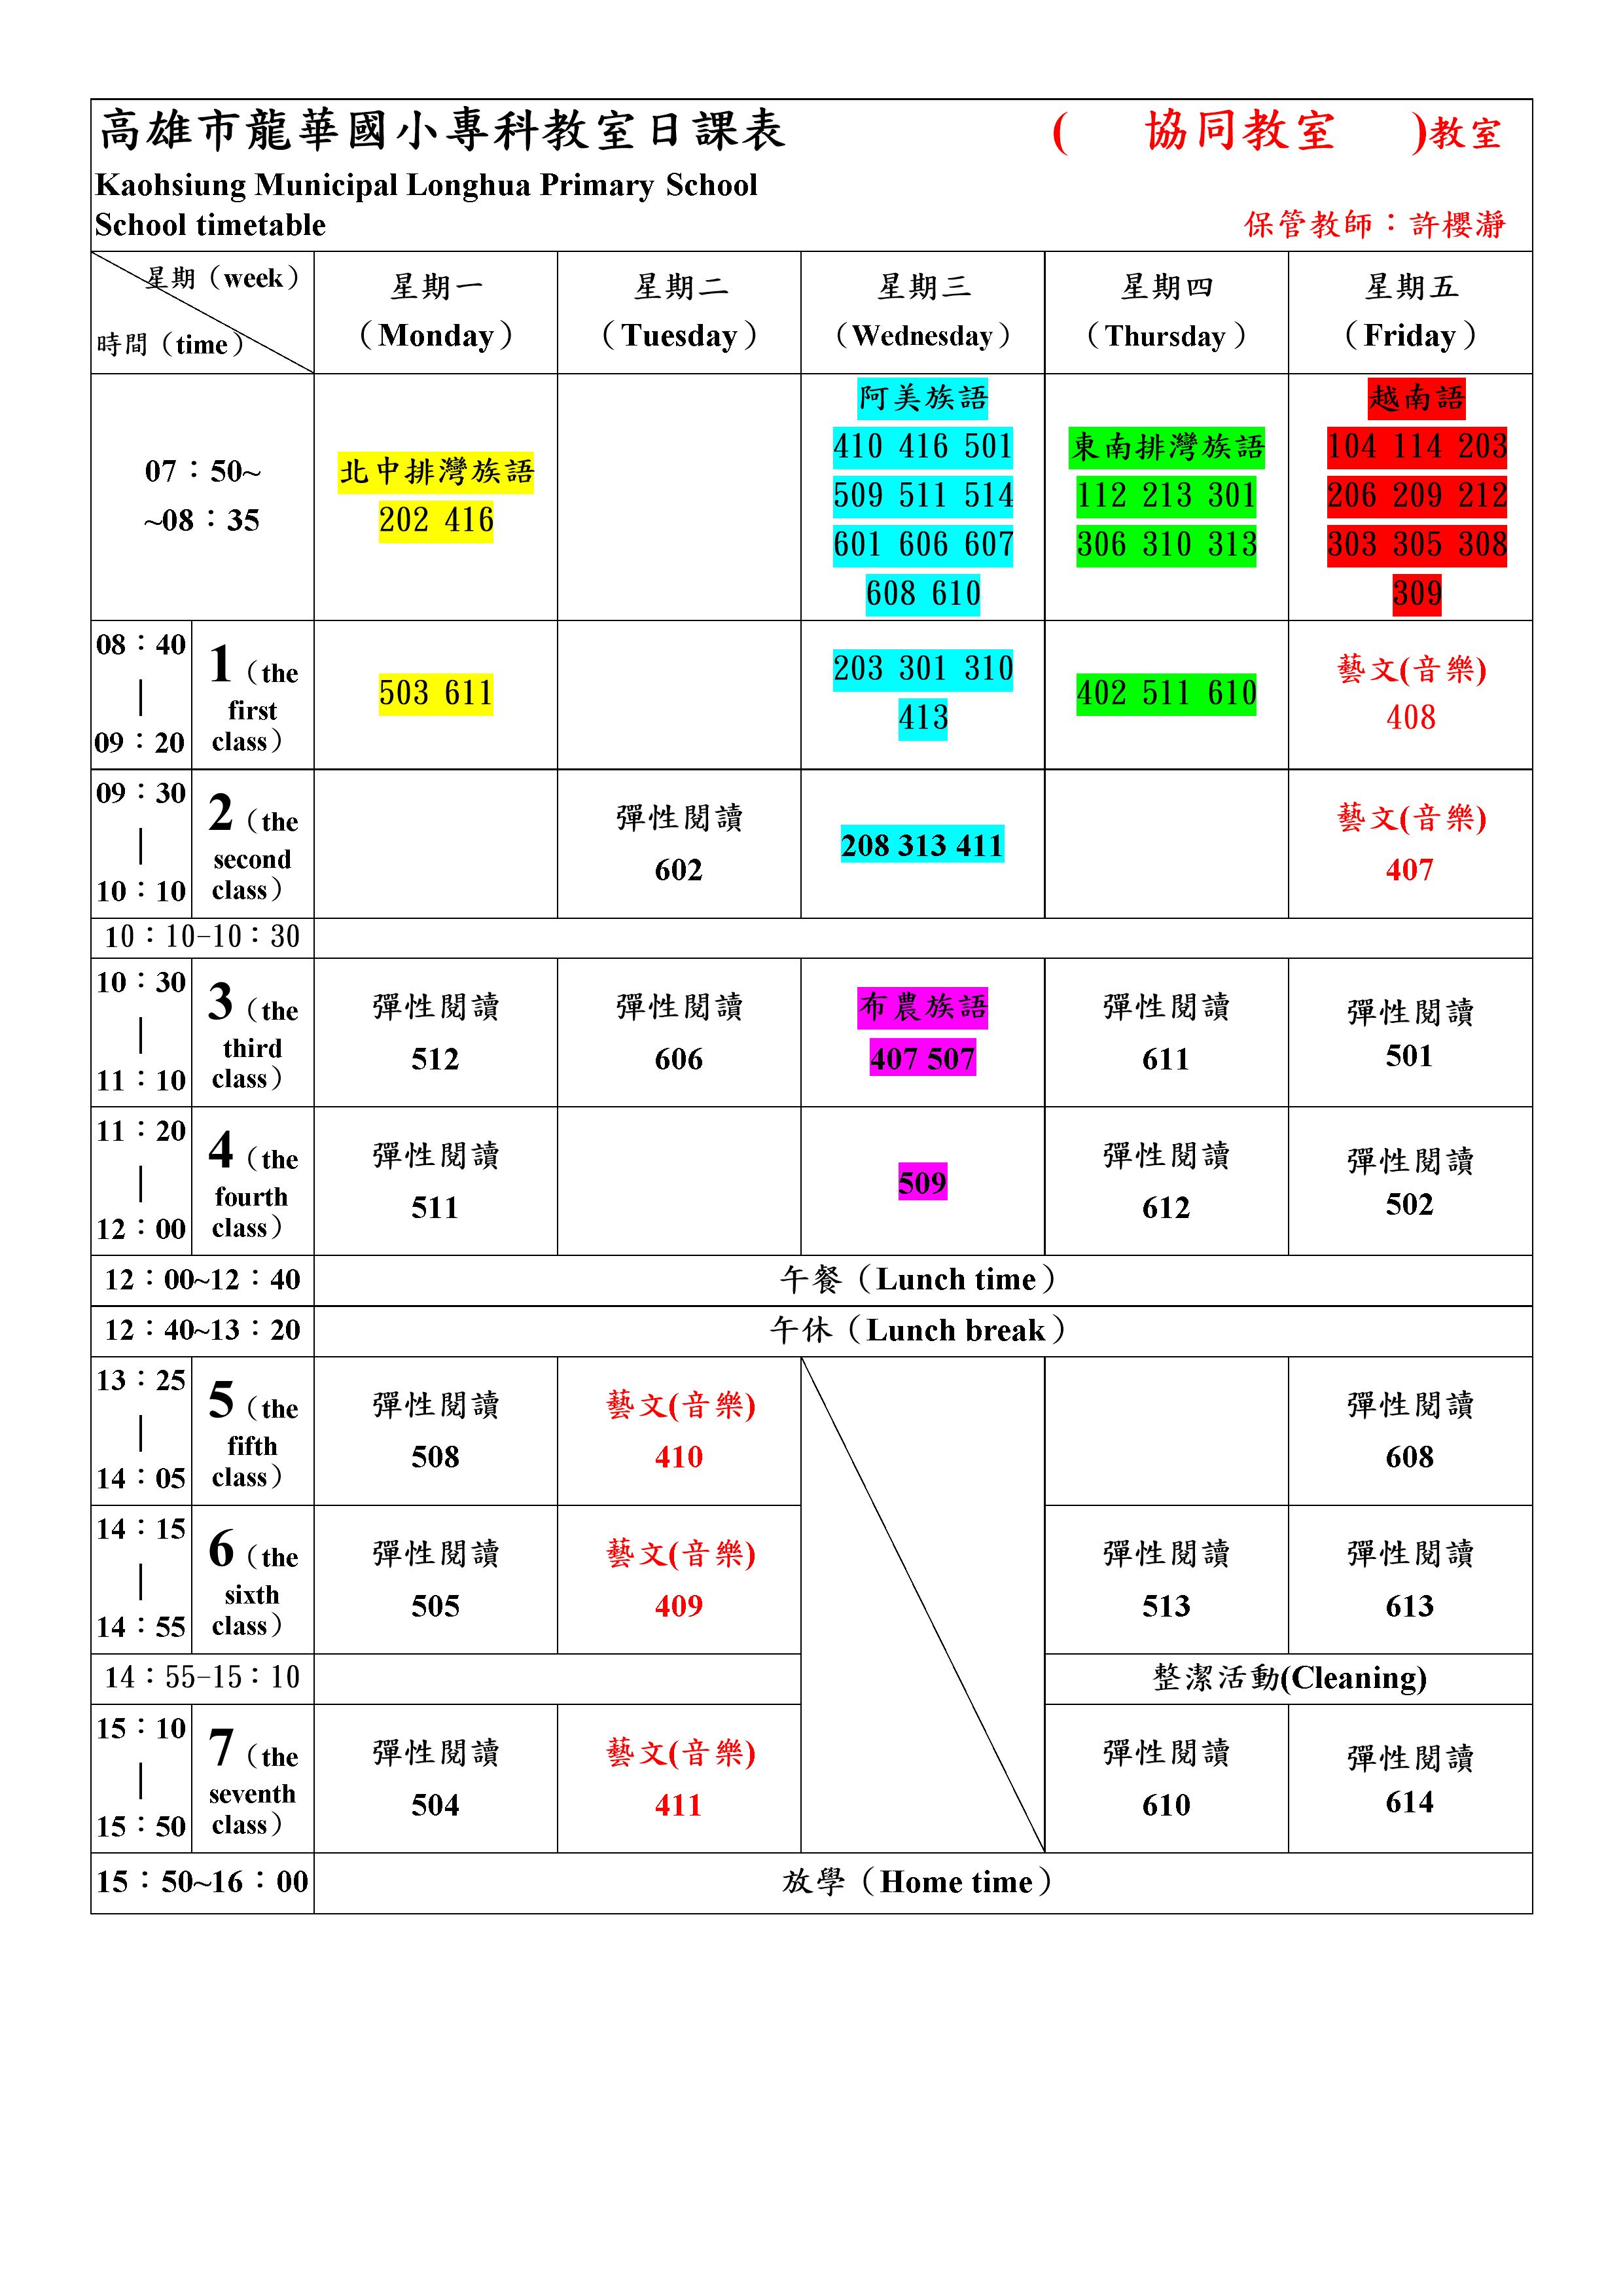 高雄市龍華國小專科教室日課表 ( 協同教室 )教室
Kaohsiung Municipal Longhua Primary School
School timetable 保管教師：許櫻瀞
星期（week）
時間（time）
星期一
（Monday）
星期二
（Tuesday）
星期三
（Wednesday）
星期四
（Thursday）
星期五
（Friday）
07：50~
~08：35
北中排灣族語
202 416
阿美族語
410 416 501
509 511 514
601 606 607
608 610
東南排灣族語
112 213 301
306 310 313
越南語
104 114 203
206 209 212
303 305 308
309
08：40
|
09：20
1（the
first
class）
503 611
203 301 310
413
402 511 610
藝文(音樂)
408
09：30
|
10：10
2（the
second
class）
彈性閱讀
602
208 313 411
藝文(音樂)
407
10：10-10：30
10：30
|
11：10
3（the
third
class）
彈性閱讀
512
彈性閱讀
606
布農族語
407 507
彈性閱讀
611
彈性閱讀
501
11：20
|
12：00
4（the
fourth
class）
彈性閱讀
511
509
彈性閱讀
612
彈性閱讀
502
12：00~12：40
午餐（Lunch time）
12：40~13：20
午休（Lunch break）
13：25
|
14：05
5（the
fifth
class）
彈性閱讀
508
藝文(音樂)
410
彈性閱讀
608
14：15
|
14：55
6（the
sixth
class）
彈性閱讀
505
藝文(音樂)
409
彈性閱讀
513
彈性閱讀
613
14：55-15：10
整潔活動(Cleaning)
15：10
|
15：50
7（the
seventh
class）
彈性閱讀
504
藝文(音樂)
411
彈性閱讀
610
彈性閱讀
614
15：50~16：00
放學（Home time）